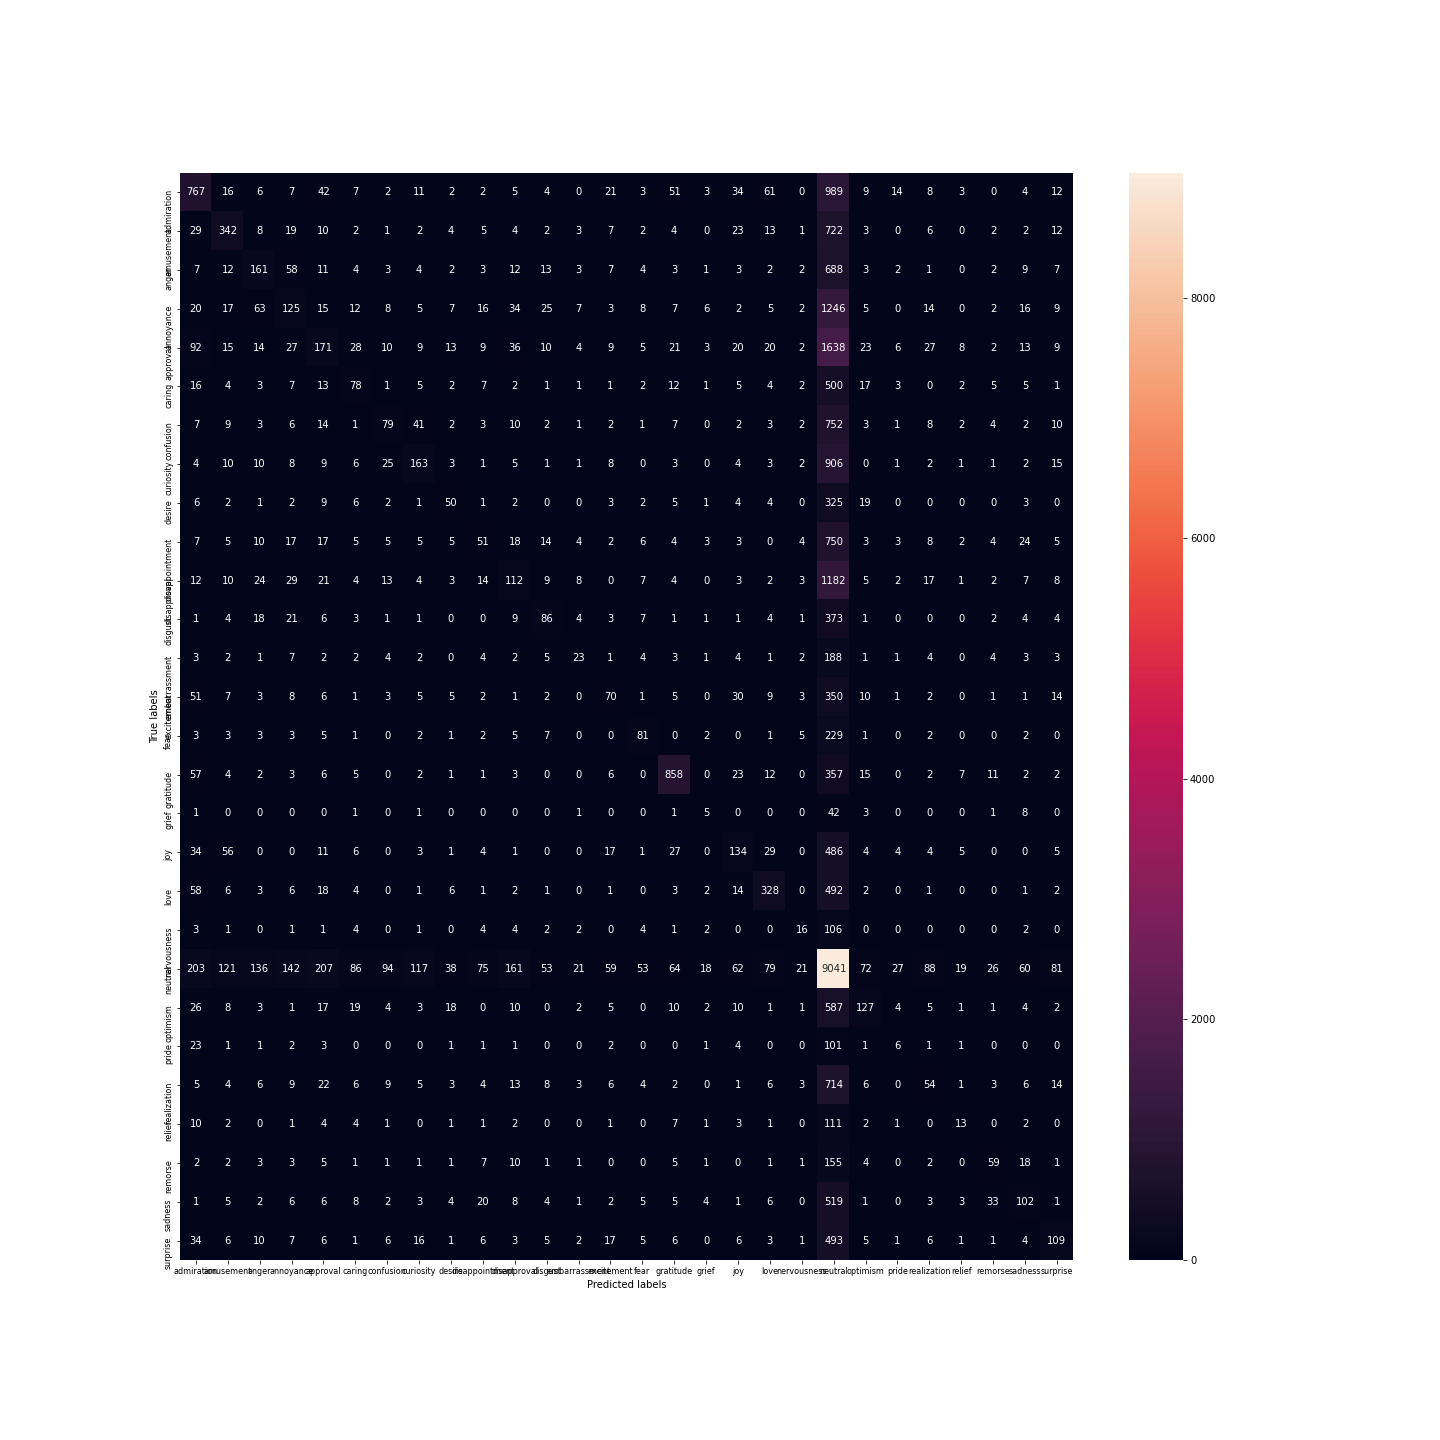 767 16 6 7 42 7 2 11 2 2 5 4 0 21 3 51 3 34 61 0 989 9 14 8 3 0 4 12
29 342 8 19 10 2 1 2 4 5 4 2 3 7 2 4 0 23 13 1 722 3 0 6 0 2 2 12
7 12 161 58 11 4 3 4 2 3 12 13 3 7 4 3 1 3 2 2 688 3 2 1 0 2 9 7
20 17 63 125 15 12 8 5 7 16 34 25 7 3 8 7 6 2 5 2 1246 5 0 14 0 2 16 9
approval 92 15 14 27 171 28 10 9 13 9 36 10 4 9 5 21 3 20 20 2 1638 23 6 27 8 2 13 9
caring 16 4 3 7 13 78 1 5 2 7 2 1 1 1 2 12 1 5 4 2 500 17 3 0 2 5 5 1
confusion 7 9 3 6 14 1 79 41 2 3 10 2 1 2 1 7 0 2 3 2 752 3 1 8 2 4 2 10
curiosity 4 10 10 8 9 6 25 163 3 1 5 1 1 8 0 3 0 4 3 2 906 0 1 2 1 1 2 15
desire 6 2 1 2 9 6 2 1 50 1 2 0 0 3 2 5 1 4 4 0 325 19 0 0 0 0 3 0
7 5 10 17 17 5 5 5 5 51 18 14 4 2 6 4 3 3 0 4 750 3 3 8 2 4 24 5
12 10 24 29 21 4 13 4 3 14 112 9 8 0 7 4 0 3 2 3 1182 5 2 17 1 2 7 8
disgust 1 4 18 21 6 3 1 1 0 0 9 86 4 3 7 1 1 1 4 1 373 1 0 0 0 2 4 4
3 2 1 7 2 2 4 2 0 4 2 5 23 1 4 3 1 4 1 2 188 1 1 4 0 4 3 3
51 7 3 8 6 1 3 5 5 2 1 2 0 70 1 5 0 30 9 3 350 10 1 2 0 1 1 14
fear 3 3 3 3 5 1 0 2 1 2 5 7 0 0 81 0 2 0 1 5 229 1 0 2 0 0 2 0
gratitude 57 4 2 3 6 5 0 2 1 1 3 0 0 6 0 858 0 23 12 0 357 15 0 2 7 11 2 2
grief 1 0 0 0 0 1 0 1 0 0 0 0 1 0 0 1 5 0 0 0 42 3 0 0 0 1 8 0
joy 34 56 0 0 11 6 0 3 1 4 1 0 0 17 1 27 0 134 29 0 486 4 4 4 5 0 0 5
love 58 6 3 6 18 4 0 1 6 1 2 1 0 1 0 3 2 14 328 0 492 2 0 1 0 0 1 2
nervousness 3 1 0 1 1 4 0 1 0 4 4 2 2 0 4 1 2 0 0 16 106 0 0 0 0 0 2 0
neutral 203 121 136 142 207 86 94 117 38 75 161 53 21 59 53 64 18 62 79 21 9041 72 27 88 19 26 60 81
optimism 26 8 3 1 17 19 4 3 18 0 10 0 2 5 0 10 2 10 1 1 587 127 4 5 1 1 4 2
pride 23 1 1 2 3 0 0 0 1 1 1 0 0 2 0 0 1 4 0 0 101 1 6 1 1 0 0 0
realization 5 4 6 9 22 6 9 5 3 4 13 8 3 6 4 2 0 1 6 3 714 6 0 54 1 3 6 14
relief 10 2 0 1 4 4 1 0 1 1 2 0 0 1 0 7 1 3 1 0 111 2 1 0 13 0 2 0
remorse 2 2 3 3 5 1 1 1 1 7 10 1 1 0 0 5 1 0 1 1 155 4 0 2 0 59 18 1
sadness 1 5 2 6 6 8 2 3 4 20 8 4 1 2 5 5 4 1 6 0 519 1 0 3 3 33 102 1
surprise 34 6 10 7 6 1 6 16 1 6 3 5 2 17 5 6 0 6 3 1 493 5 1 6 1 1 4 109
admiration amusement anger annoyance approval caring confusion curiosity desire disappointment disapproval disgust embarrassment excitement fear gratitude grief joy love nervousness neutral optimism pride realization relief remorse sadness surprise
Predicted labels
True labels
8000
6000
4000
2000
0